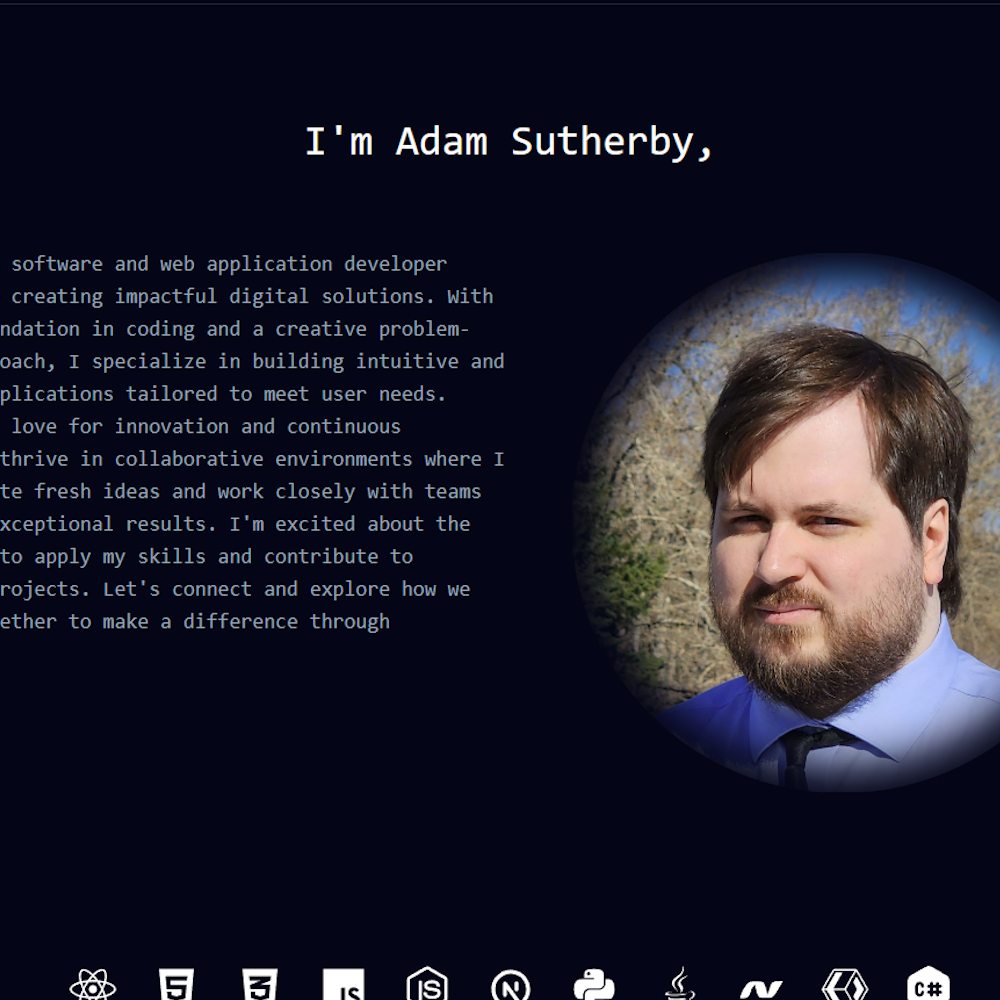 I'm Adam Sutherby,
software and web application developer
creating impactful digital solutions. With
ndation in coding and a creative problem-
oach, I specialize in building intuitive and
plications tailored to meet user needs.
love for innovation and continuous
thrive in collaborative environments where I
te fresh ideas and work closely with teams
xceptional results. I'm excited about the
to apply my skills and contribute to
rojects. Let's connect and explore how we
ether to make a difference through
5 3 JS JS N C#